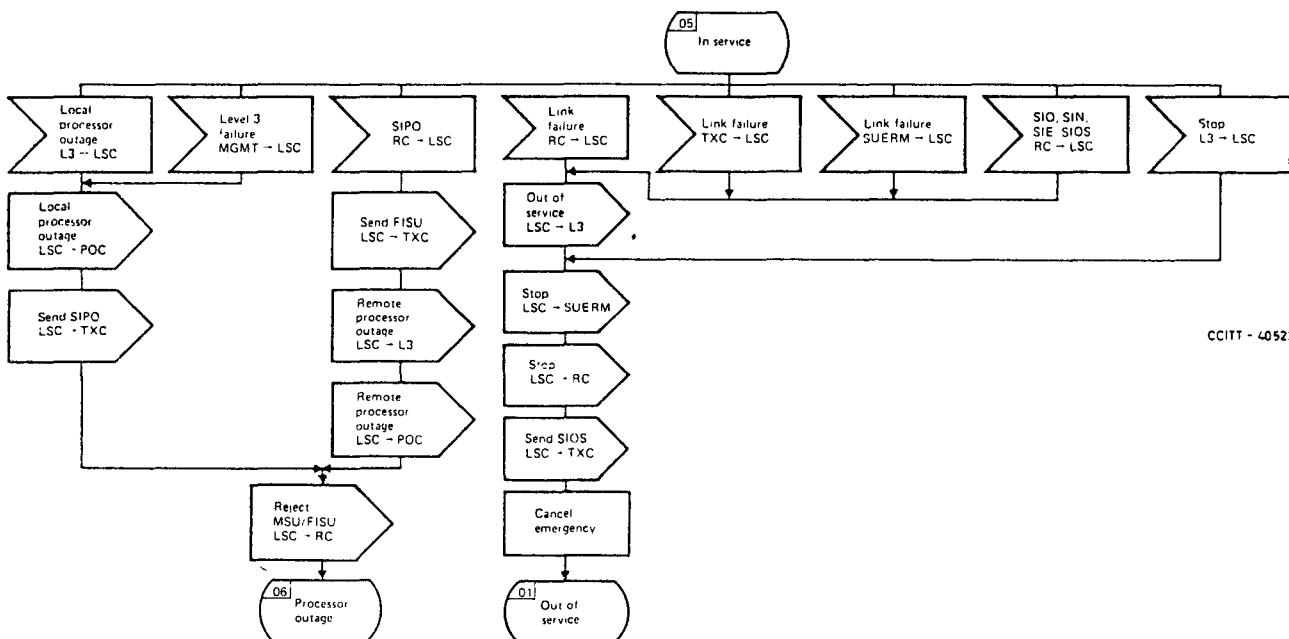 05
In service
Local
processor
outage
L3 -- LSC
Level 3
failure
MGMT → LSC
SIPO
RC → LSC
Link
failure
RC → LSC
Link failure
TXC → LSC
Link failure
SUERM → LSC
SIO, SIN,
SIE SIOS
RC → LSC
Stop
L3 → LSC
Local
processor
outage
LSC - POC
Send FISU
LSC → TXC
Out of
service
LSC → L3
Send SIPO
LSC - TXC
Remote
processor
outage
LSC → L3
Stop
LSC → SUERM
CCITT - 4052
Stop
LSC - RC
Remote
processor
outage
LSC → POC
Send SIOS
LSC → TXC
Reject
MSU/FISU
LSC → RC
Cancel
emergency
06
Processor
outage
01
Out of
service